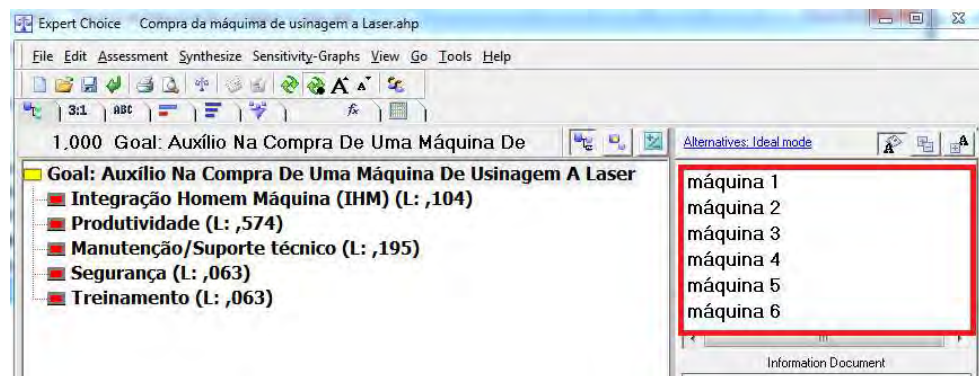 Expert Choice Compra da máquina de usinagem a Laser.ahp
File Edit Assessment Synthesize Sensitivity-Graphs View Go Tools Help
3:1 ABC fx
1,000 Goal: Auxílio Na Compra De Uma Máquina De
Alternatives: Ideal mode
Goal: Auxílio Na Compra De Uma Máquina De Usinagem A Laser
Integração Homem Máquina (IHM) (L: ,104)
Produtividade (L: ,574)
Manutenção/Suporte técnico (L: ,195)
Segurança (L: ,063)
Treinamento (L: ,063)
máquina 1
máquina 2
máquina 3
máquina 4
máquina 5
máquina 6
Information Document